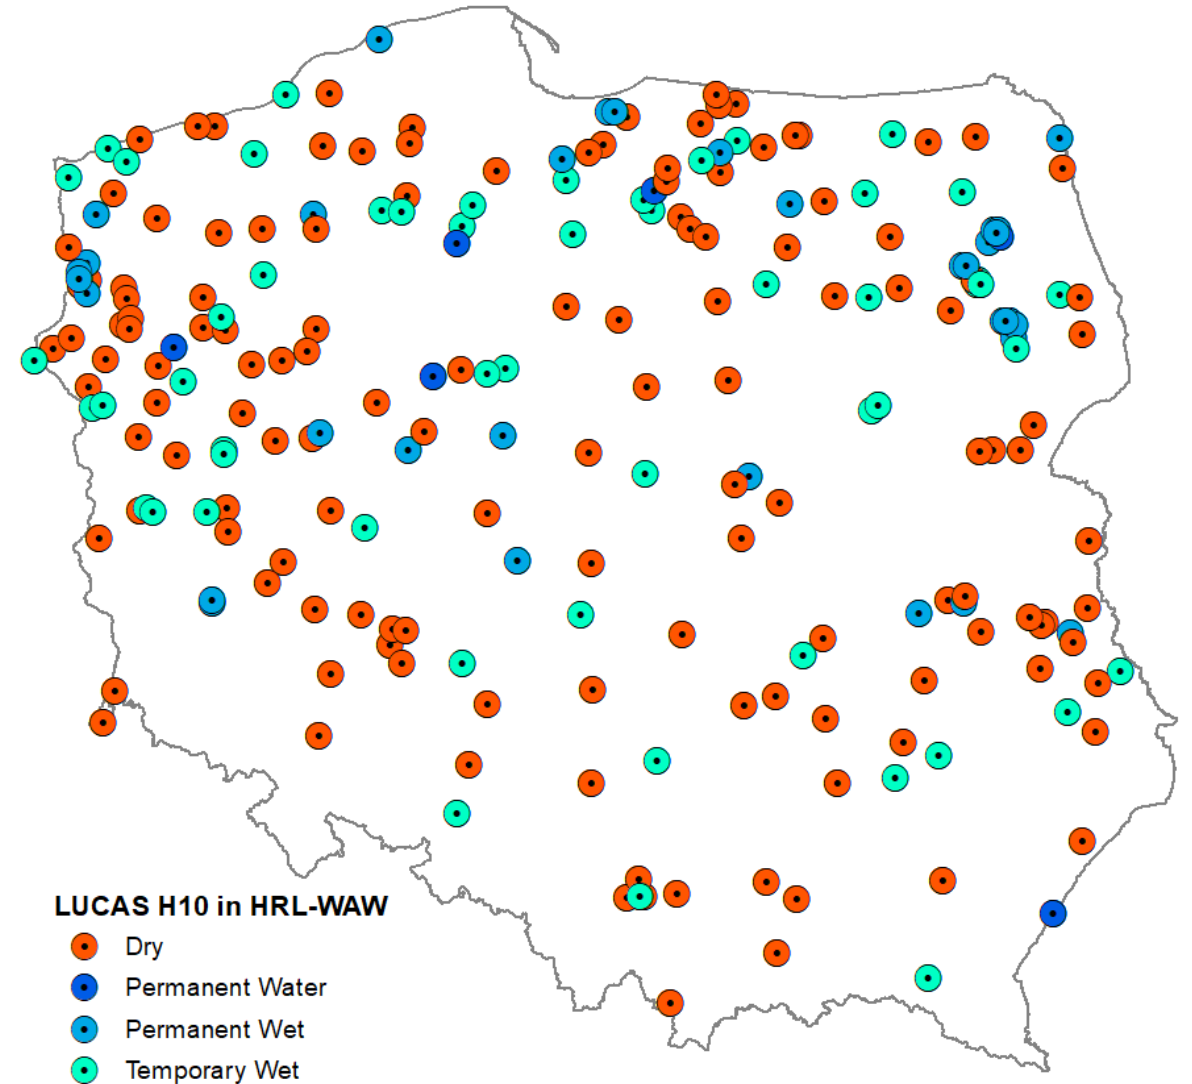 LUCAS H10 in HRL-WAW
Dry
Permanent Water
Permanent Wet
Temporary Wet